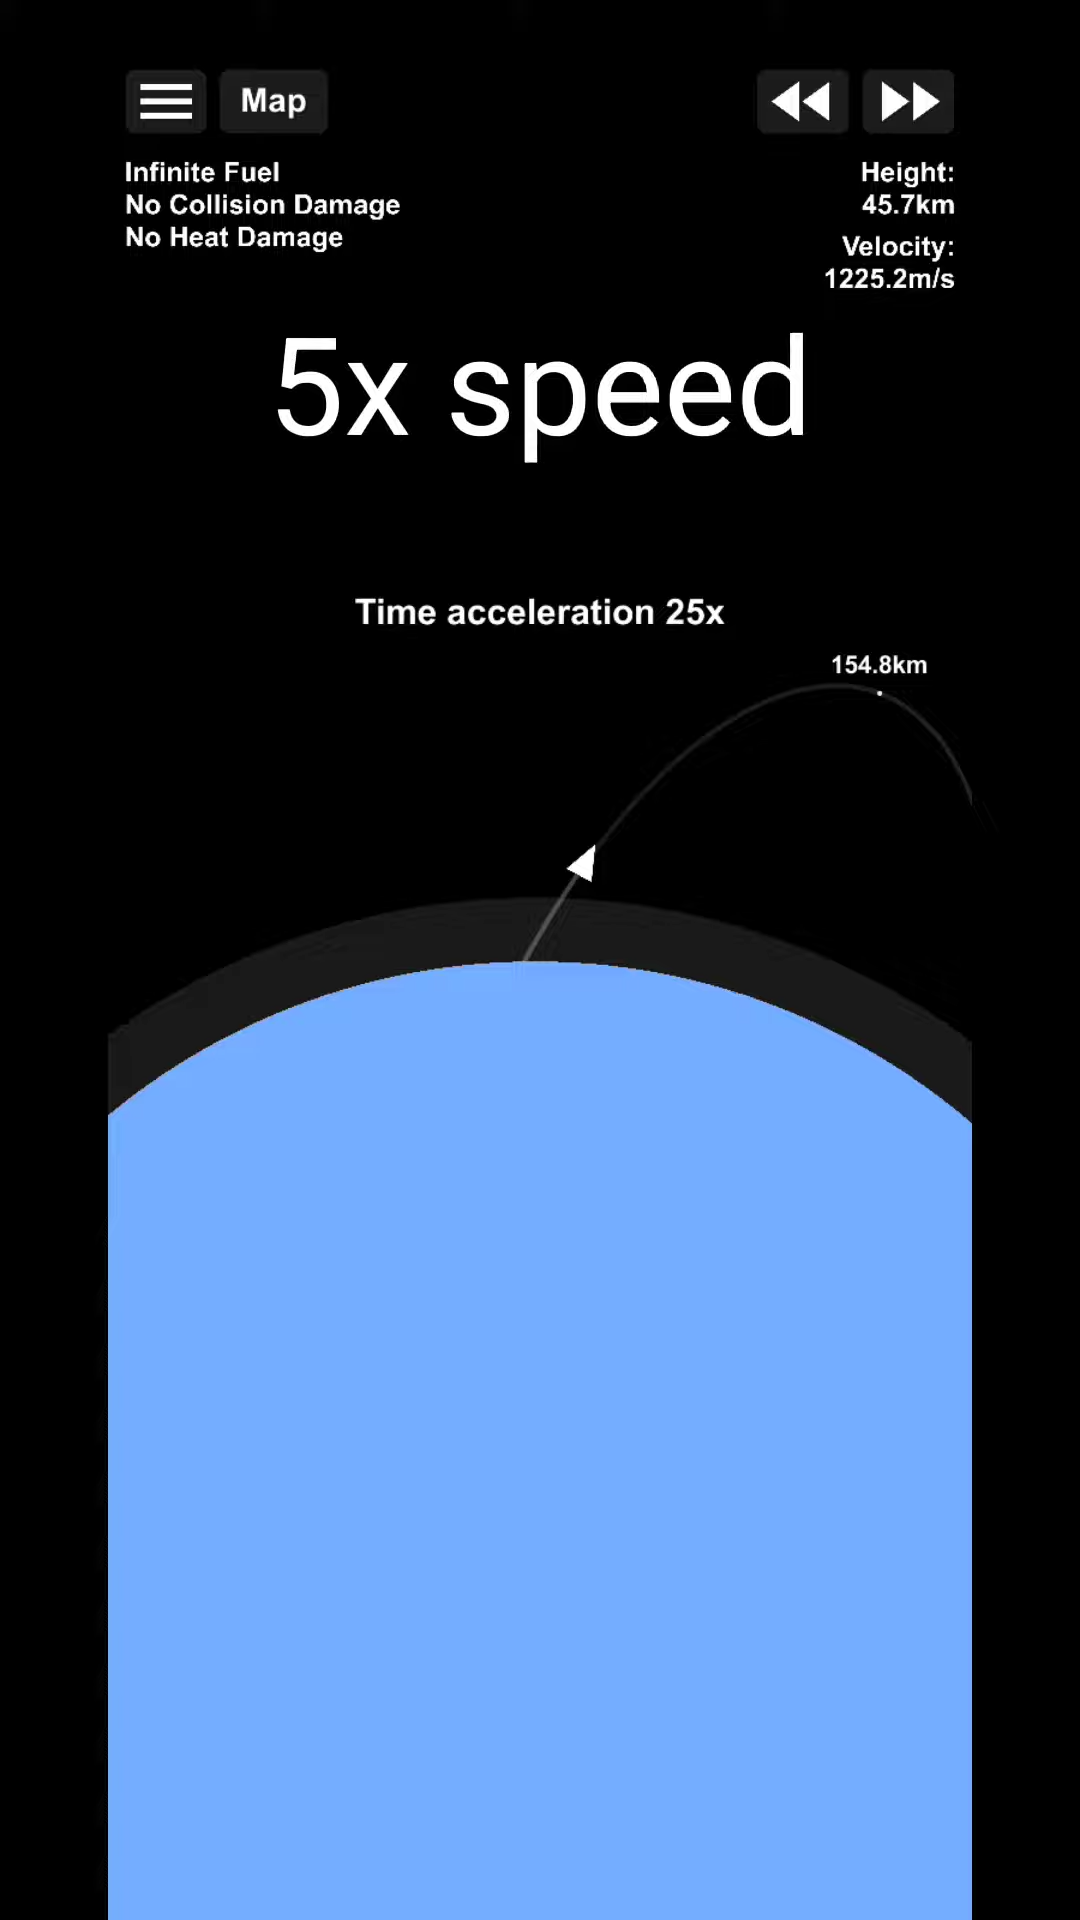 Map
Infinite Fuel
No Collision Damage
No Heat Damage
Height:
45.7km
Velocity:
1225.2m/s
5x speed
Time acceleration 25x
154.8km